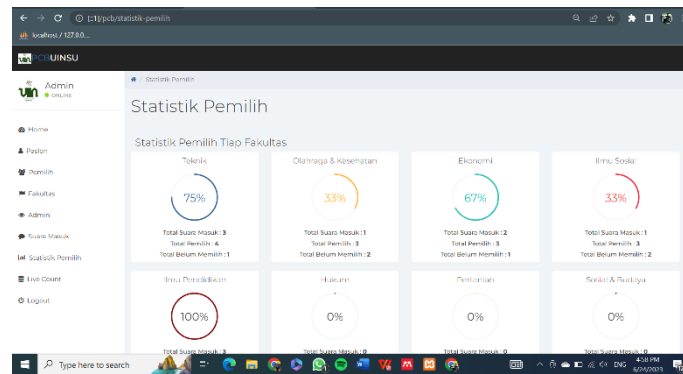 [::1]/pcb/statistik-pemilih
localhost / 127.0.0...
PCBUINSU
Admin
ONLINE
Home
Paslon
Pemilih
Fakultas
Admin
Suara Masuk
Statistik Pemilih
Live Count
Logout
/ Statistik Pemilih
Statistik Pemilih
Statistik Pemilih Tiap Fakultas
Teknik
75%
Total Suara Masuk : 3
Total Pemilih : 4
Total Belum Memilih : 1
Olahraga & Kesehatan
33%
Total Suara Masuk : 1
Total Pemilih : 3
Total Belum Memilih : 2
Ekonomi
67%
Total Suara Masuk : 2
Total Pemilih : 3
Total Belum Memilih : 1
Ilmu Sosial
33%
Total Suara Masuk : 1
Total Pemilih : 3
Total Belum Memilih : 2
Ilmu Pendidikan
100%
Total Suara Masuk : 3
Hukum
0%
Total Suara Masuk : 0
Pertanian
0%
Total Suara Masuk : 0
Sosial & Budaya
0%
Total Suara Masuk : 0
Type here to search
ENG
4:58 PM
6/24/2023